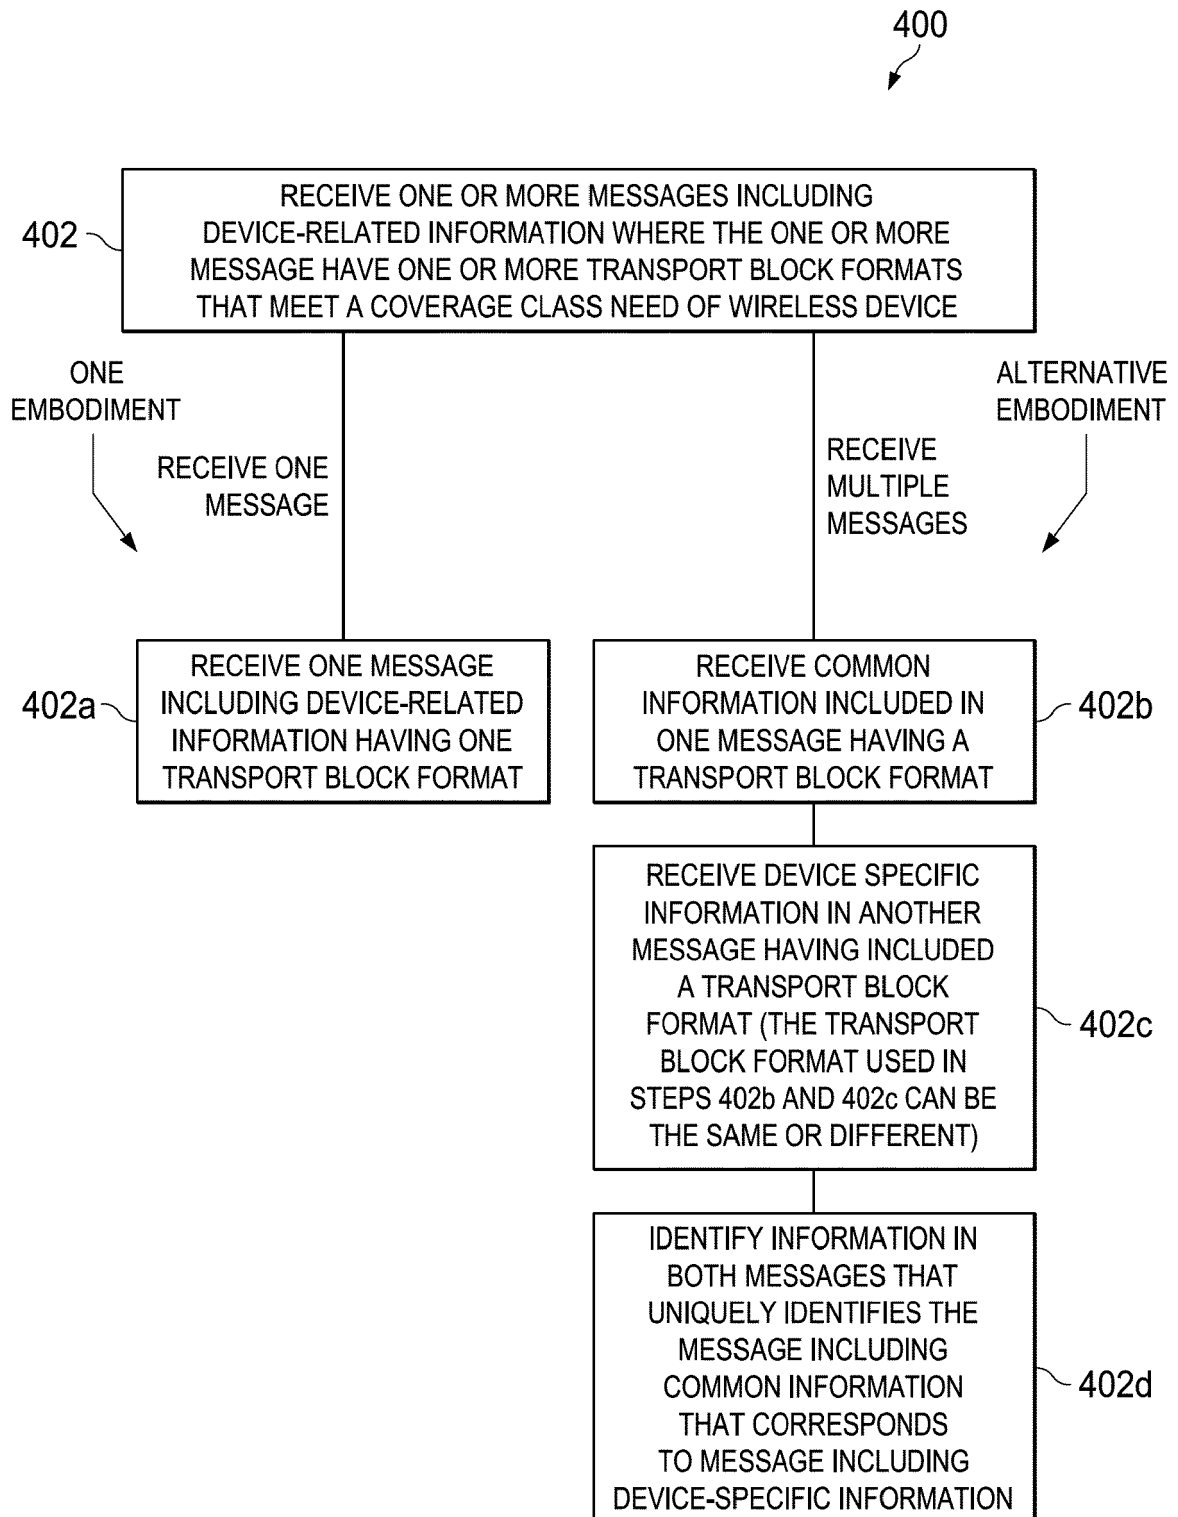 400
402
RECEIVE ONE OR MORE MESSAGES INCLUDING
DEVICE-RELATED INFORMATION WHERE THE ONE OR MORE
MESSAGE HAVE ONE OR MORE TRANSPORT BLOCK FORMATS
THAT MEET A COVERAGE CLASS NEED OF WIRELESS DEVICE
ONE
EMBODIMENT
RECEIVE ONE
MESSAGE
RECEIVE
MULTIPLE
MESSAGES
ALTERNATIVE
EMBODIMENT
402a
RECEIVE ONE MESSAGE
INCLUDING DEVICE-RELATED
INFORMATION HAVING ONE
TRANSPORT BLOCK FORMAT
RECEIVE COMMON
INFORMATION INCLUDED IN
ONE MESSAGE HAVING A
TRANSPORT BLOCK FORMAT
402b
RECEIVE DEVICE SPECIFIC
INFORMATION IN ANOTHER
MESSAGE HAVING INCLUDED
A TRANSPORT BLOCK
FORMAT (THE TRANSPORT
BLOCK FORMAT USED IN
STEPS 402b AND 402c CAN BE
THE SAME OR DIFFERENT)
402c
IDENTIFY INFORMATION IN
BOTH MESSAGES THAT
UNIQUELY IDENTIFIES THE
MESSAGE INCLUDING
COMMON INFORMATION
THAT CORRESPONDS
TO MESSAGE INCLUDING
DEVICE-SPECIFIC INFORMATION
402d